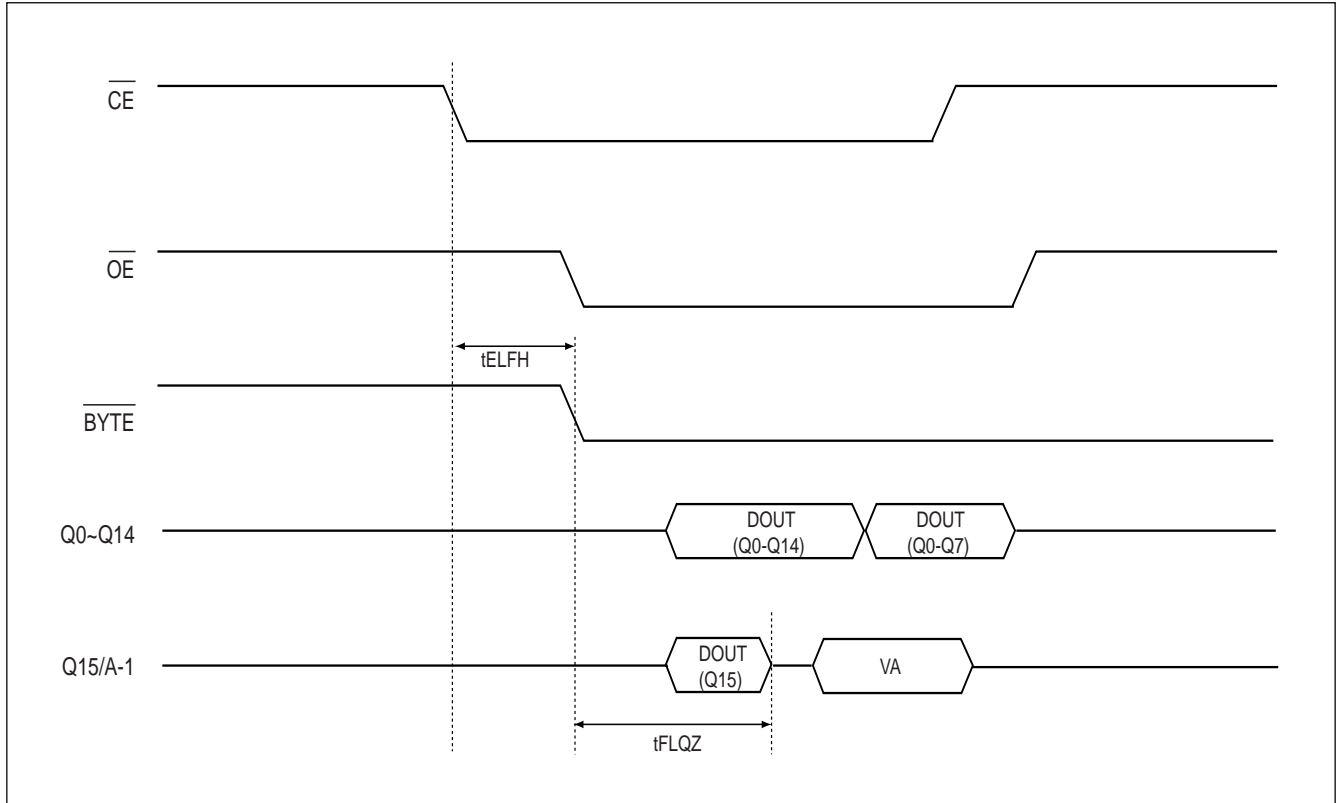 CE
OE
tELFH
BYTE
Q0~Q14
DOUT
(Q0-Q14)
DOUT
(Q0-Q7)
Q15/A-1
DOUT
(Q15)
VA
tFLQZ